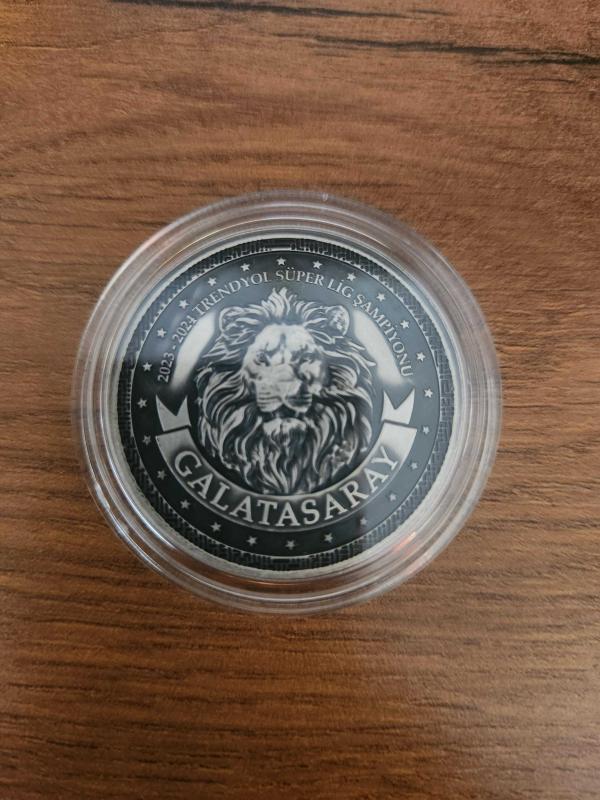 2023 - 2024 TRENDYOL SÜPER LİG ŞAMPİYONU
GALATASARAY